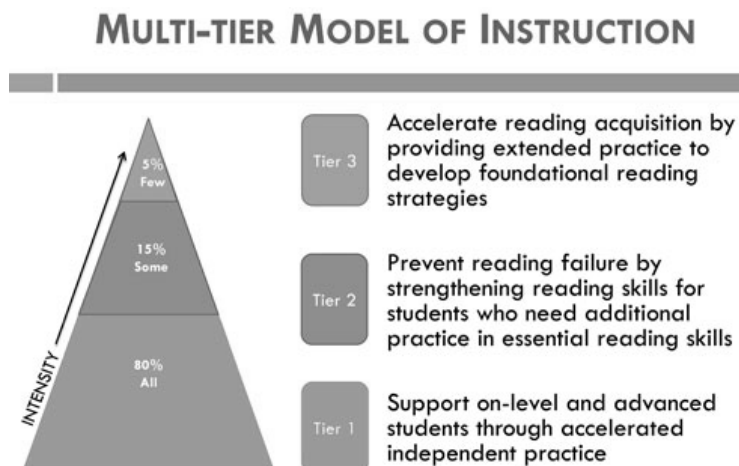 MULTI-TIER MODEL OF INSTRUCTION
5%
Few
15%
Some
80%
All
INTENSITY
Tier 3
Accelerate reading acquisition by
providing extended practice to
develop foundational reading
strategies
Tier 2
Prevent reading failure by
strengthening reading skills for
students who need additional
practice in essential reading skills
Tier 1
Support on-level and advanced
students through accelerated
independent practice